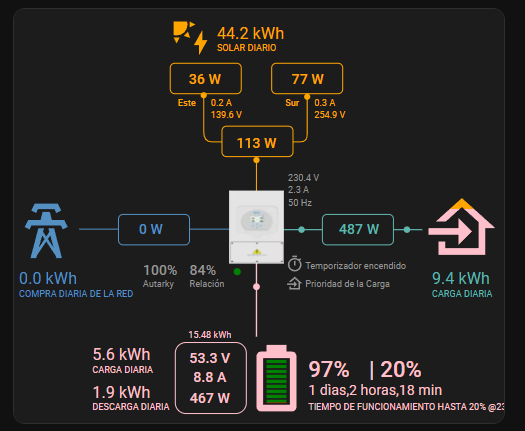 44.2 kWh
SOLAR DIARIO
36 W
77 W
Este
0.2 A
139.6 V
Sur
0.3 A
254.9 V
113 W
230.4 V
2.3 A
50 Hz
0 W
487 W
0.0 kWh
COMPRA DIARIA DE LA RED
100%
Autarky
84%
Relación
Temporizador encendido
Prioridad de la Carga
9.4 kWh
CARGA DIARIA
15.48 kWh
5.6 kWh
CARGA DIARIA
1.9 kWh
DESCARGA DIARIA
53.3 V
8.8 A
467 W
97% | 20%
1 dias,2 horas,18 min
TIEMPO DE FUNCIONAMIENTO HASTA 20% @23